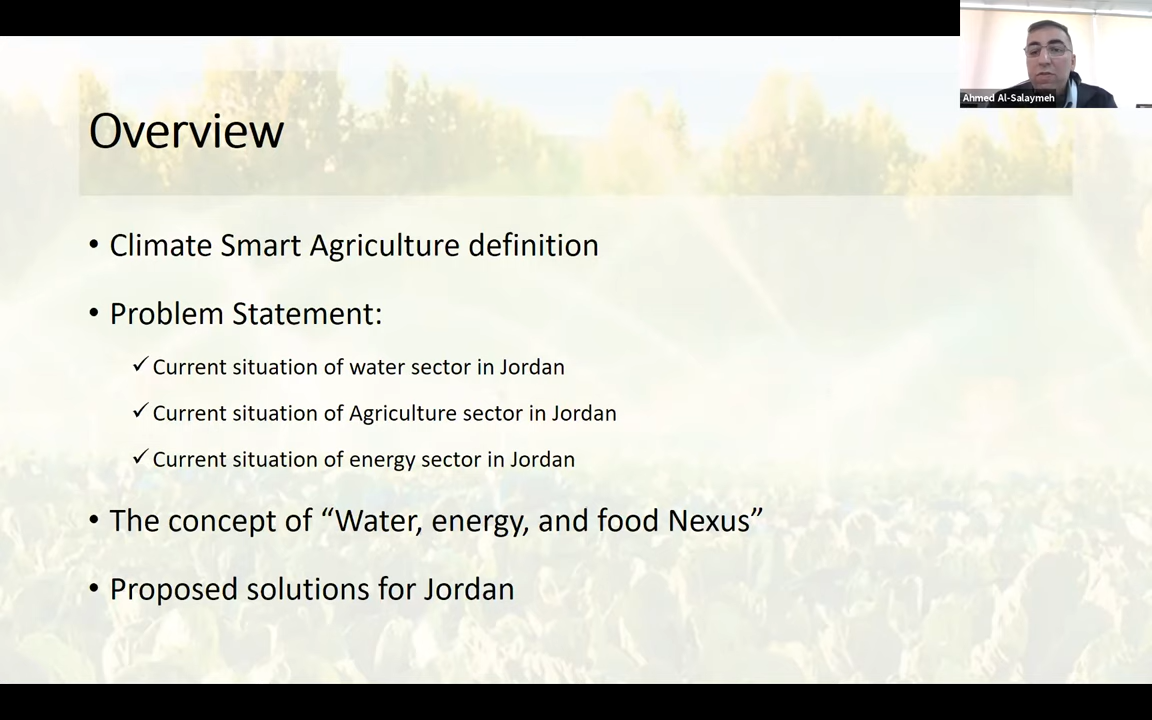 Ahmed Al-Salaymeh
Overview
• Climate Smart Agriculture definition
• Problem Statement:
✓ Current situation of water sector in Jordan
✓ Current situation of Agriculture sector in Jordan
✓ Current situation of energy sector in Jordan
• The concept of “Water, energy, and food Nexus”
• Proposed solutions for Jordan